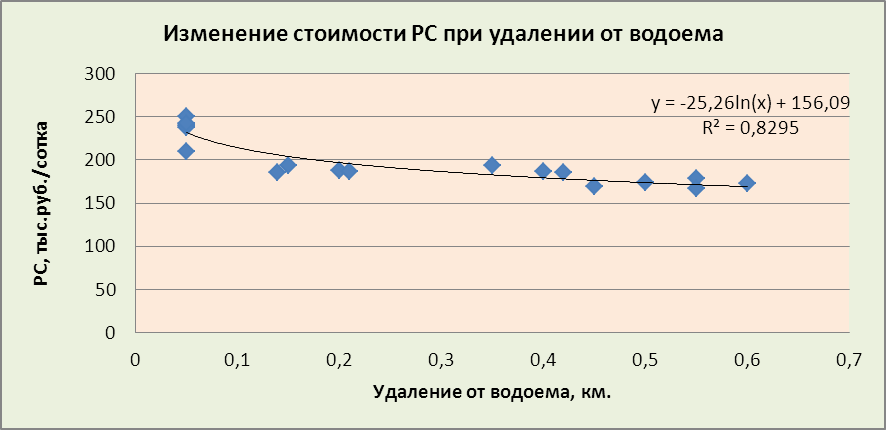 Изменение стоимости РС при удалении от водоема
y = -25,26ln(x) + 156,09
R² = 0,8295
РС, тыс.руб./сотка
300
250
200
150
100
50
0
0 0,1 0,2 0,3 0,4 0,5 0,6 0,7
Удаление от водоема, км.